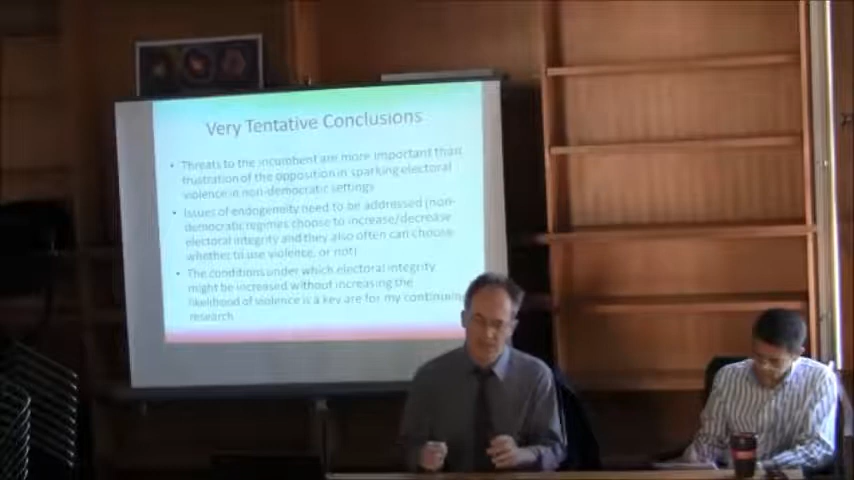 Very Tentative Conclusions
• Threats to the incumbent are more important than
frustration of the opposition in sparking electoral
violence in non-democratic settings
• Issues of endogeneity need to be addressed (non-
democratic regimes choose to increase/decrease
electoral integrity and they also often can choose
whether to use violence, or not)
• The conditions under which electoral integrity
might be increased without increasing the
likelihood of violence is a key are for my continuing
research